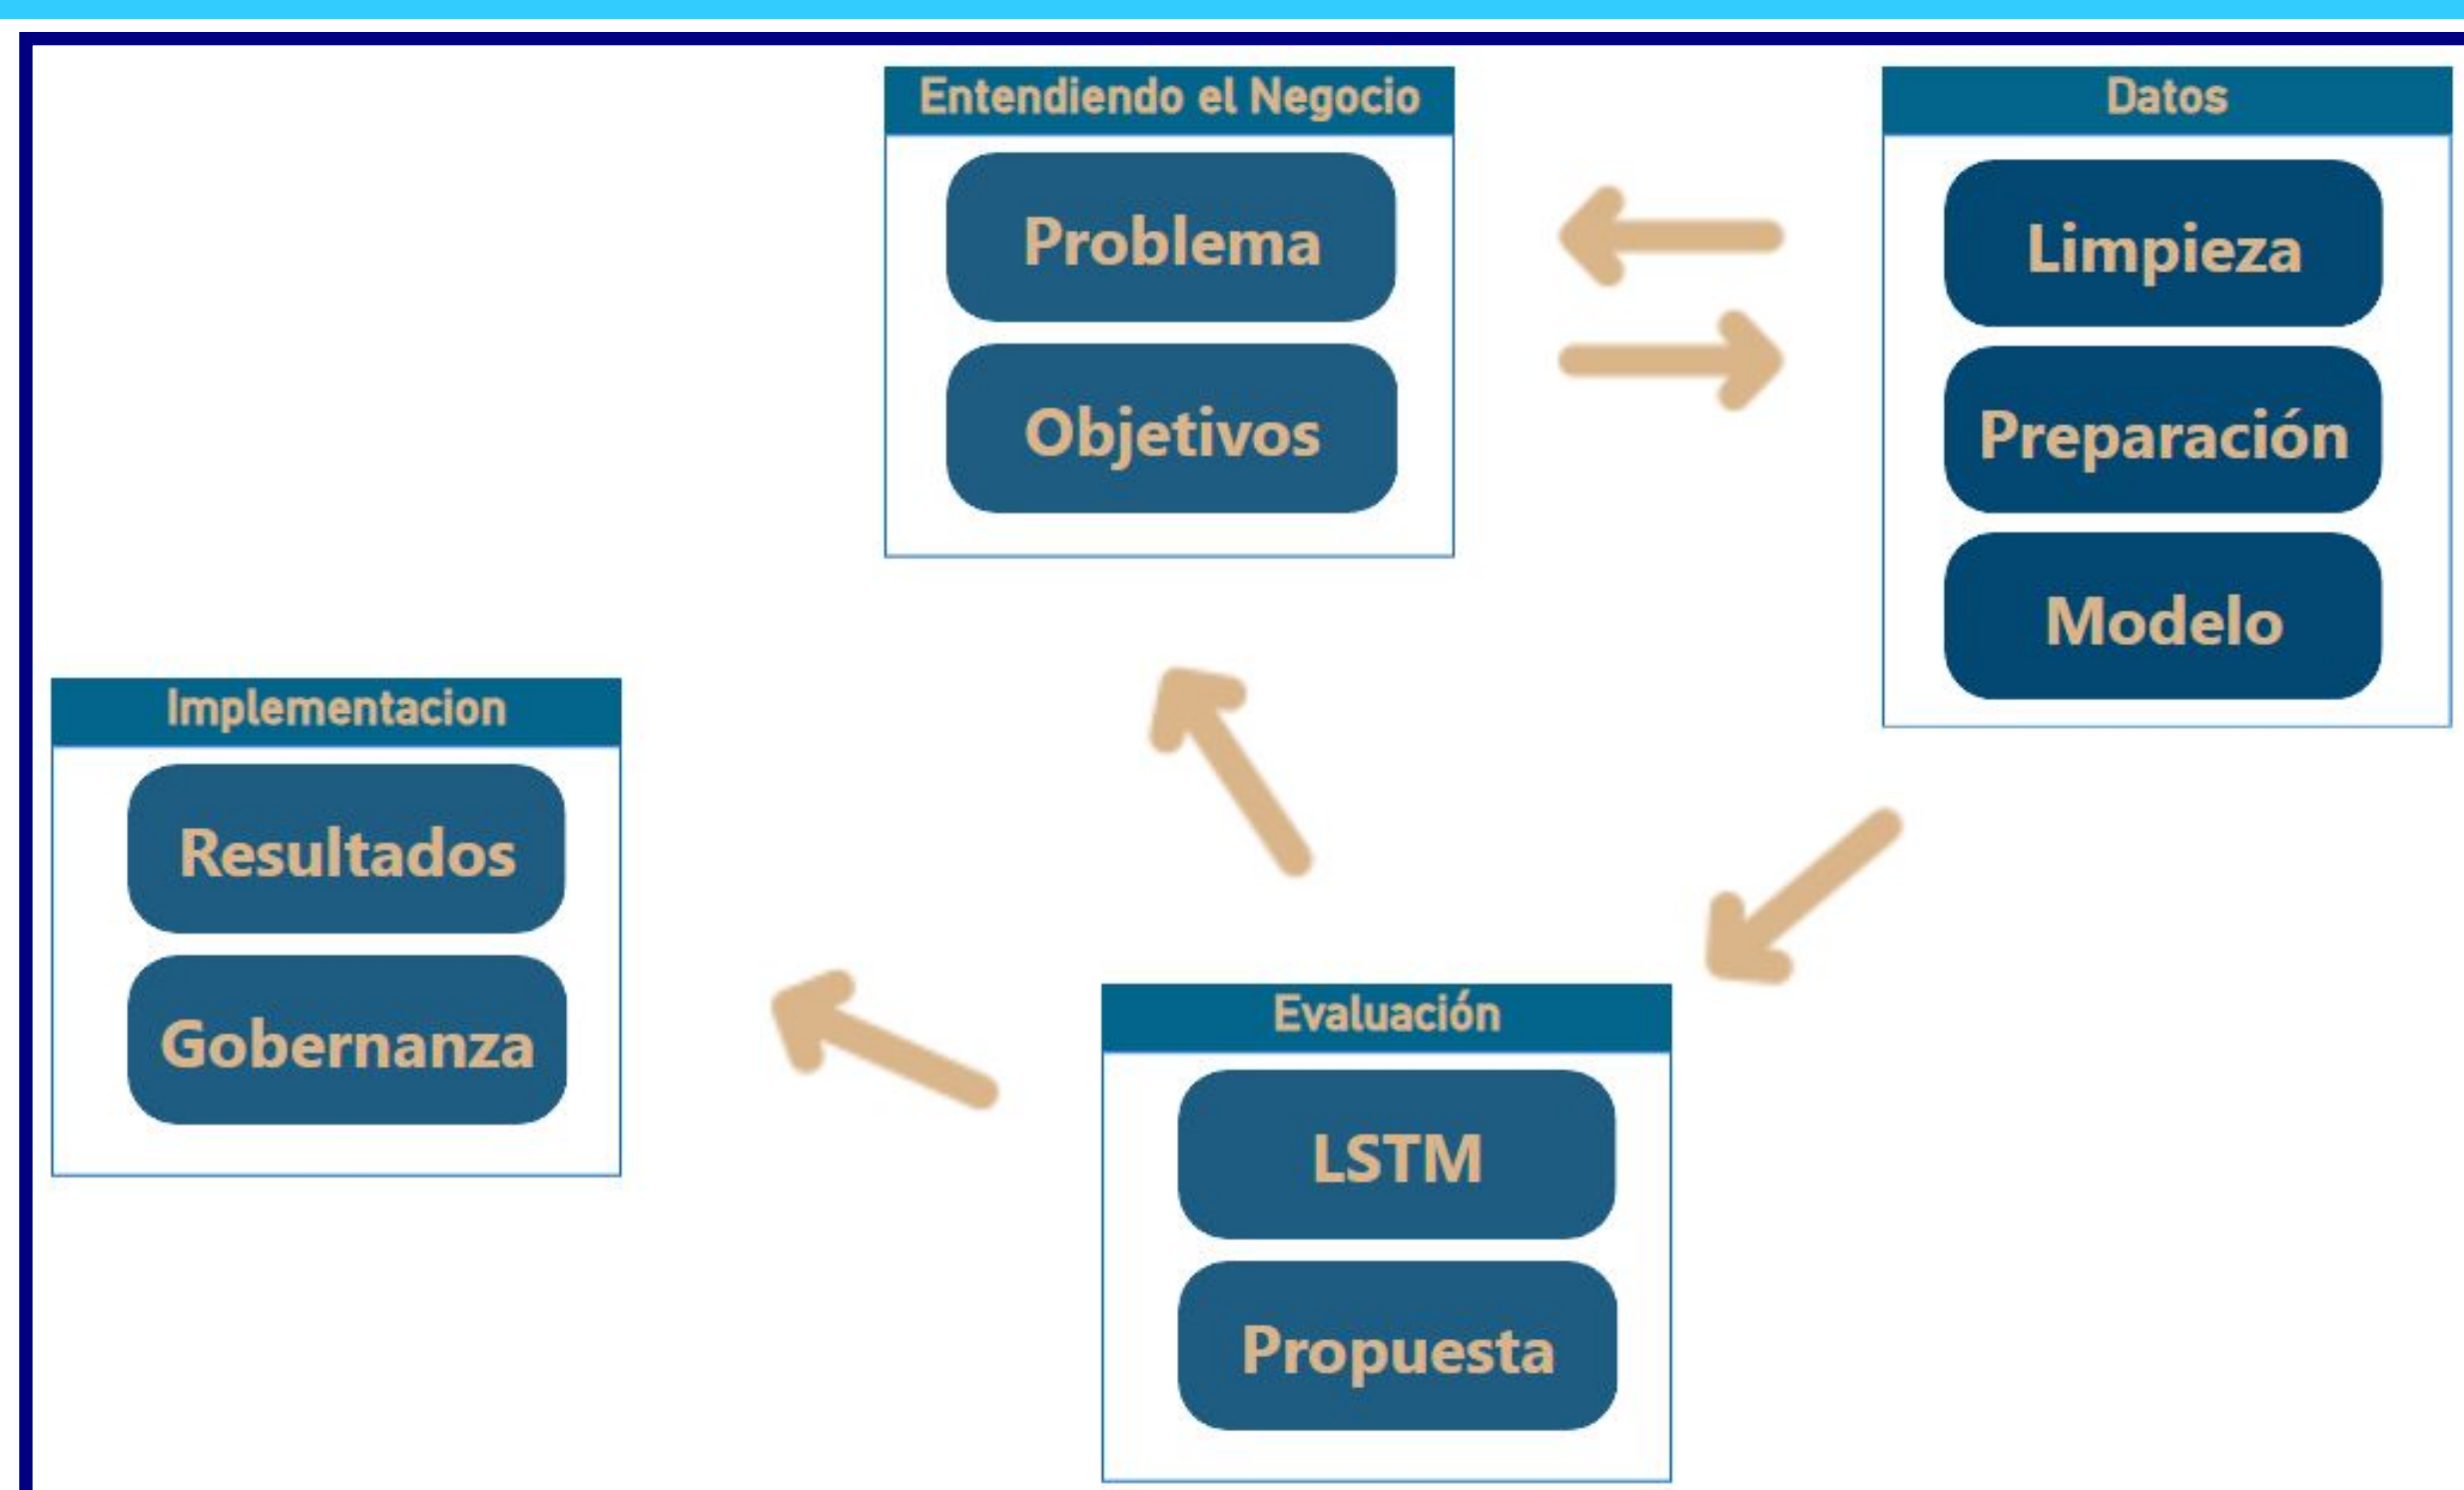 Entendiendo el Negocio
Problema
Objetivos
Datos
Limpieza
Preparación
Modelo
Implementacion
Resultados
Gobernanza
Evaluación
LSTM
Propuesta